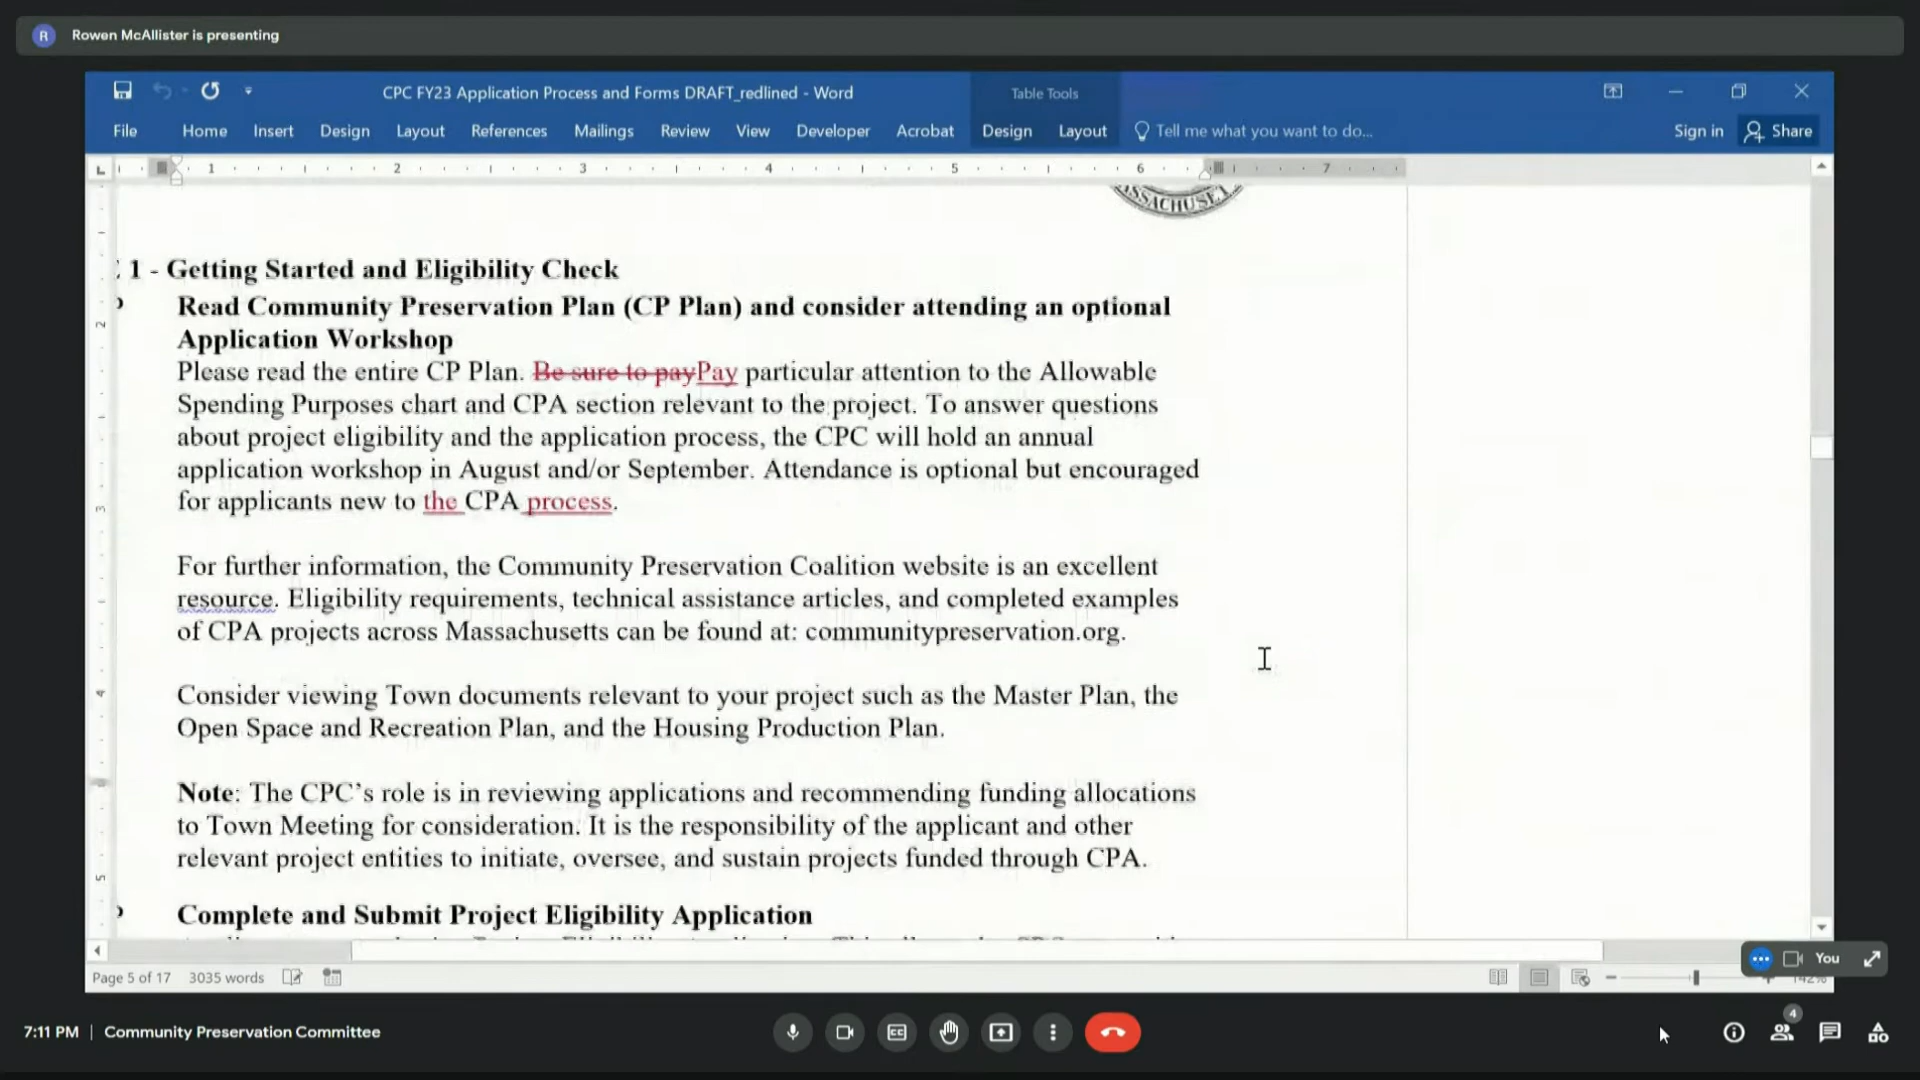 R Rowen McAllister is presenting
CPC FY23 Application Process and Forms DRAFT_redlined - Word
Table Tools
File Home Insert Design Layout References Mailings Review View Developer Acrobat Design Layout Tell me what you want to do... Sign in Share
1 2 3 4 5 6 7
1 - Getting Started and Eligibility Check
Read Community Preservation Plan (CP Plan) and consider attending an optional
Application Workshop
Please read the entire CP Plan. Be sure to payPay particular attention to the Allowable
Spending Purposes chart and CPA section relevant to the project. To answer questions
about project eligibility and the application process, the CPC will hold an annual
application workshop in August and/or September. Attendance is optional but encouraged
for applicants new to the CPA process.
For further information, the Community Preservation Coalition website is an excellent
resource. Eligibility requirements, technical assistance articles, and completed examples
of CPA projects across Massachusetts can be found at: communitypreservation.org.
Consider viewing Town documents relevant to your project such as the Master Plan, the
Open Space and Recreation Plan, and the Housing Production Plan.
Note: The CPC's role is in reviewing applications and recommending funding allocations
to Town Meeting for consideration. It is the responsibility of the applicant and other
relevant project entities to initiate, oversee, and sustain projects funded through CPA.
Complete and Submit Project Eligibility Application
You
Page 5 of 17 3035 words 142%
7:11 PM | Community Preservation Committee
CC
4